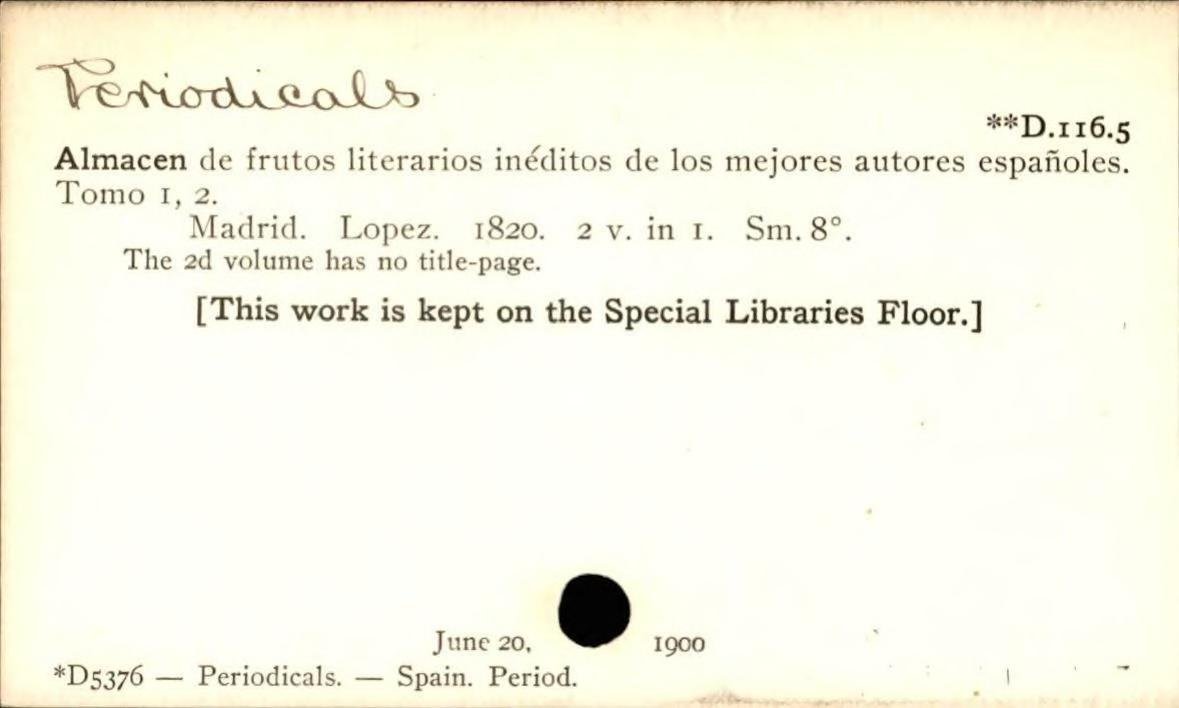 Periodicals
**D.116.5
Almacen de frutos literarios inéditos de los mejores autores españoles.
Tomo 1, 2.
Madrid. Lopez. 1820. 2 v. in 1. Sm. 8°.
The 2d volume has no title-page.
[This work is kept on the Special Libraries Floor.]
June 20, 1900
*D5376 — Periodicals. — Spain. Period.